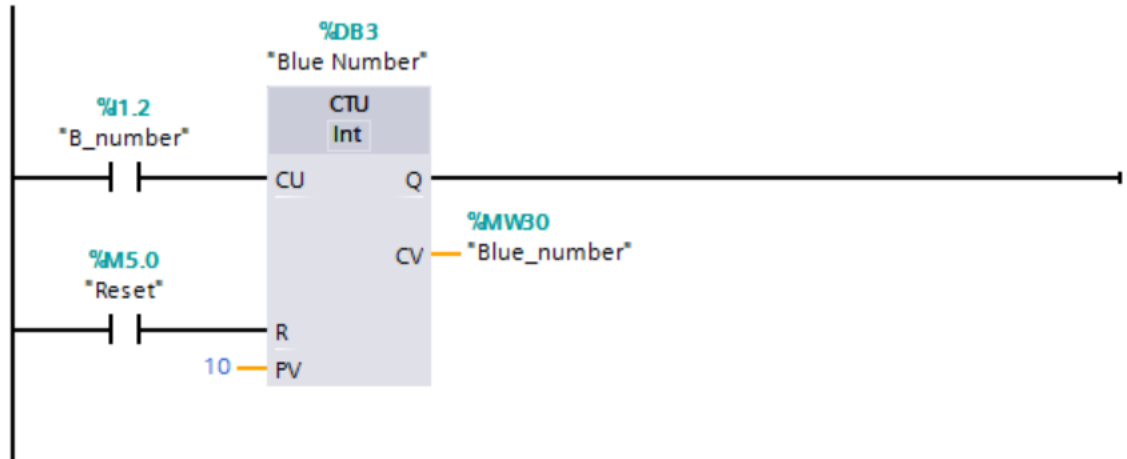 %DB3
"Blue Number"
CTU
Int
%I1.2
"B_number"
CU
Q
%MW30
"Blue_number"
CV
%M5.0
"Reset"
R
10
PV